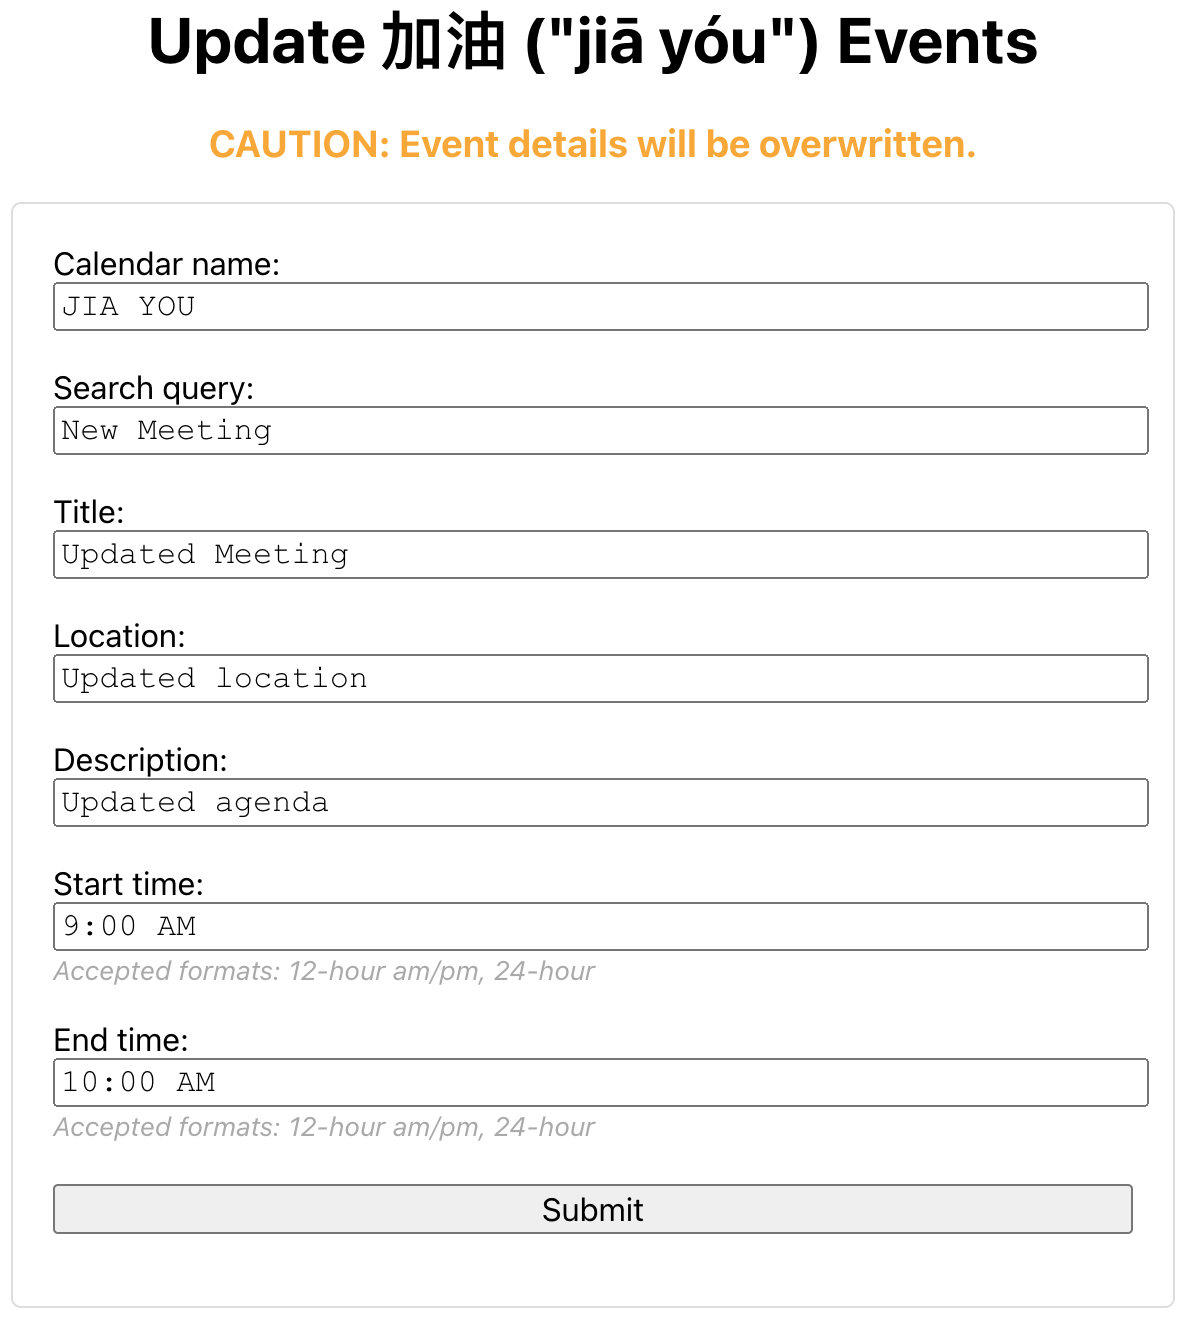 Update 加油 ("jiā yóu") Events
CAUTION: Event details will be overwritten.
Calendar name:
JIA YOU
Search query:
New Meeting
Title:
Updated Meeting
Location:
Updated location
Description:
Updated agenda
Start time:
9:00 AM
Accepted formats: 12-hour am/pm, 24-hour
End time:
10:00 AM
Accepted formats: 12-hour am/pm, 24-hour
Submit